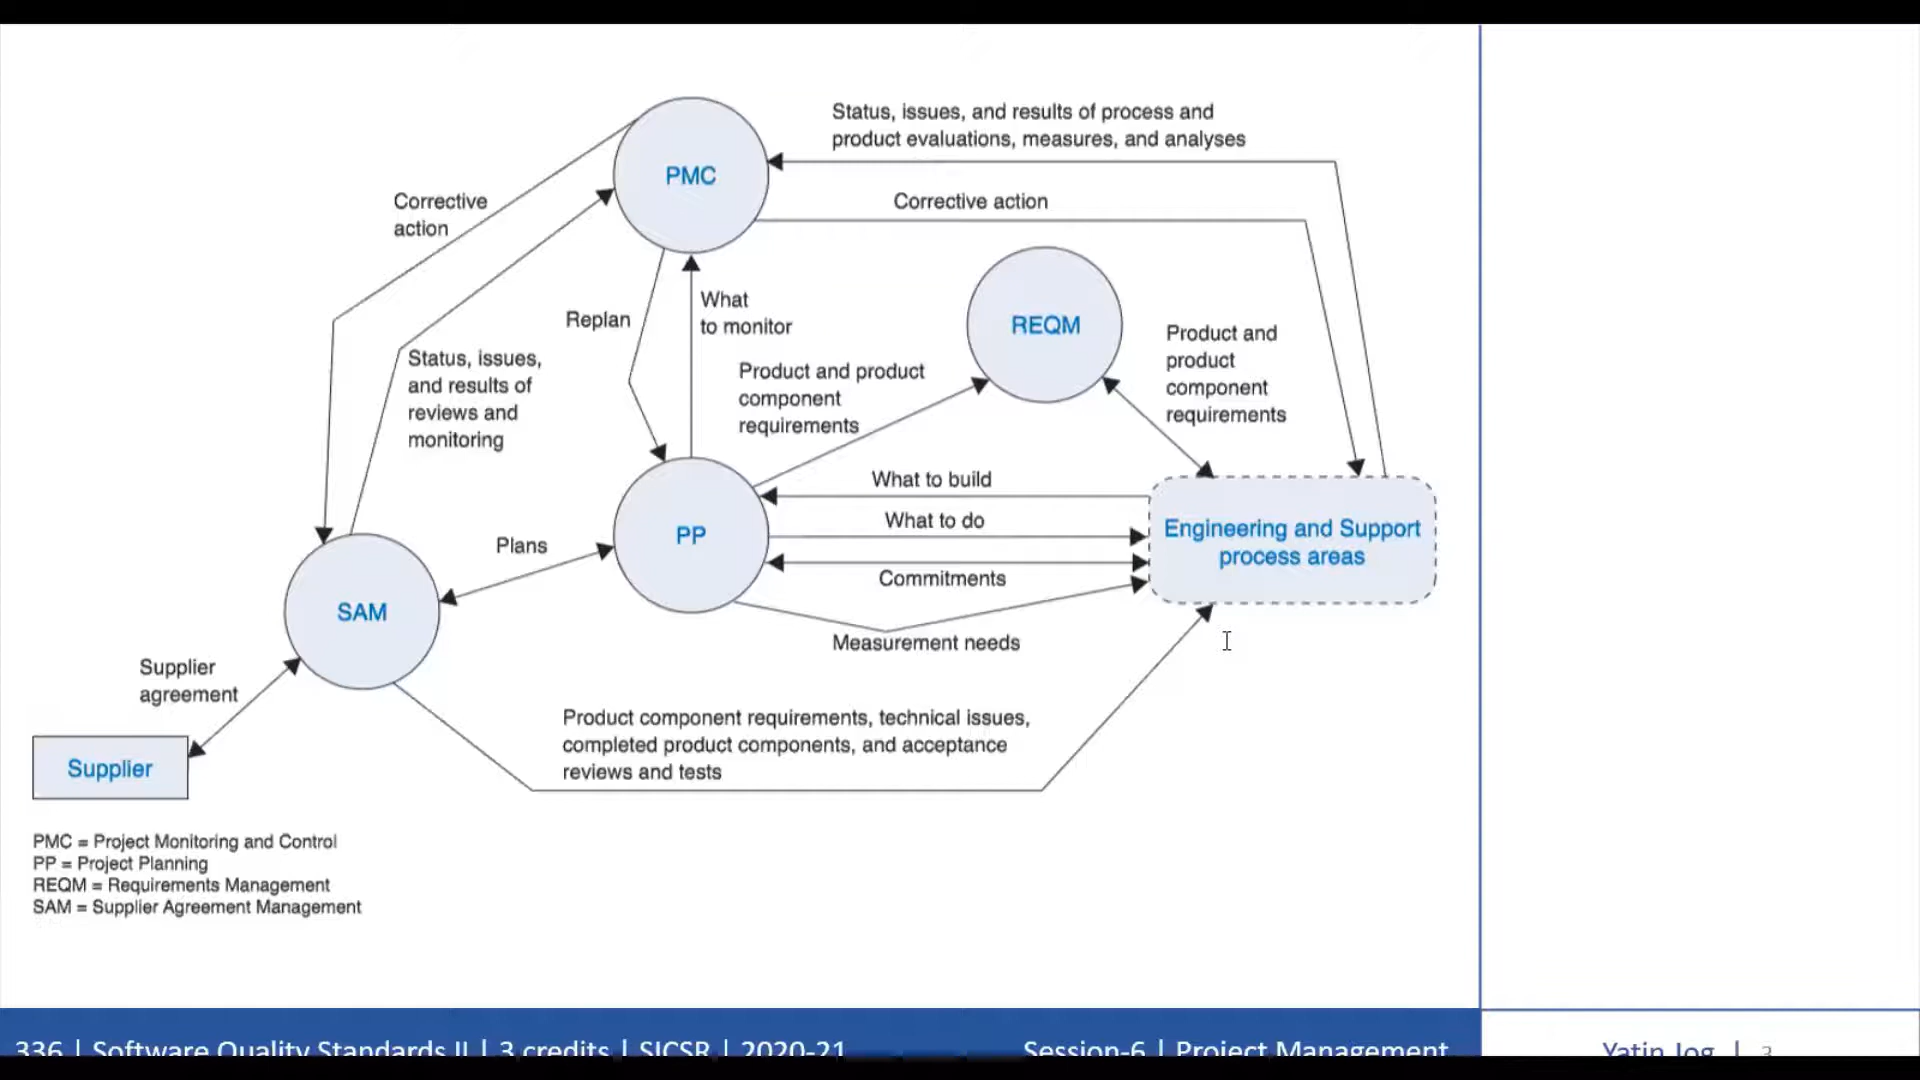 Status, issues, and results of process and
product evaluations, measures, and analyses
PMC
Corrective
action
Corrective action
Replan
What
to monitor
REQM
Product and
product
component
requirements
Status, issues,
and results of
reviews and
monitoring
Product and product
component
requirements
What to build
What to do
PP
Engineering and Support
process areas
Plans
Commitments
SAM
Measurement needs
Supplier
agreement
Product component requirements, technical issues,
completed product components, and acceptance
reviews and tests
Supplier
PMC = Project Monitoring and Control
PP = Project Planning
REQM = Requirements Management
SAM = Supplier Agreement Management
336 | Software Quality Standards II | 3 credits | SICSR | 2020-21
Session-6 | Project Management
Yatin Jog | 3